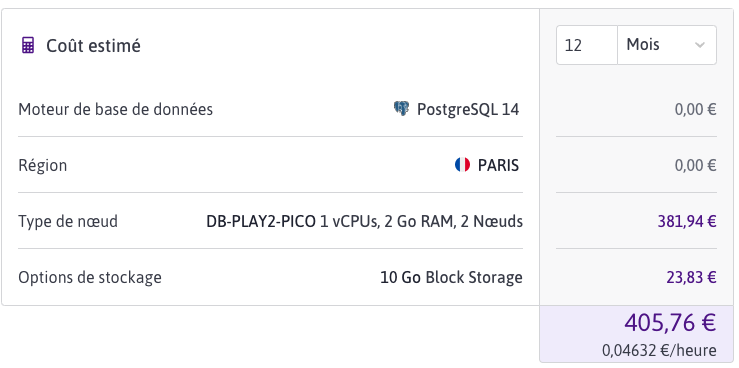 Coût estimé 12 Mois
Moteur de base de données PostgreSQL 14 0,00 €
Région PARIS 0,00 €
Type de nœud DB-PLAY2-PICO 1 vCPUs, 2 Go RAM, 2 Nœuds 381,94 €
Options de stockage 10 Go Block Storage 23,83 €
405,76 €
0,04632 €/heure